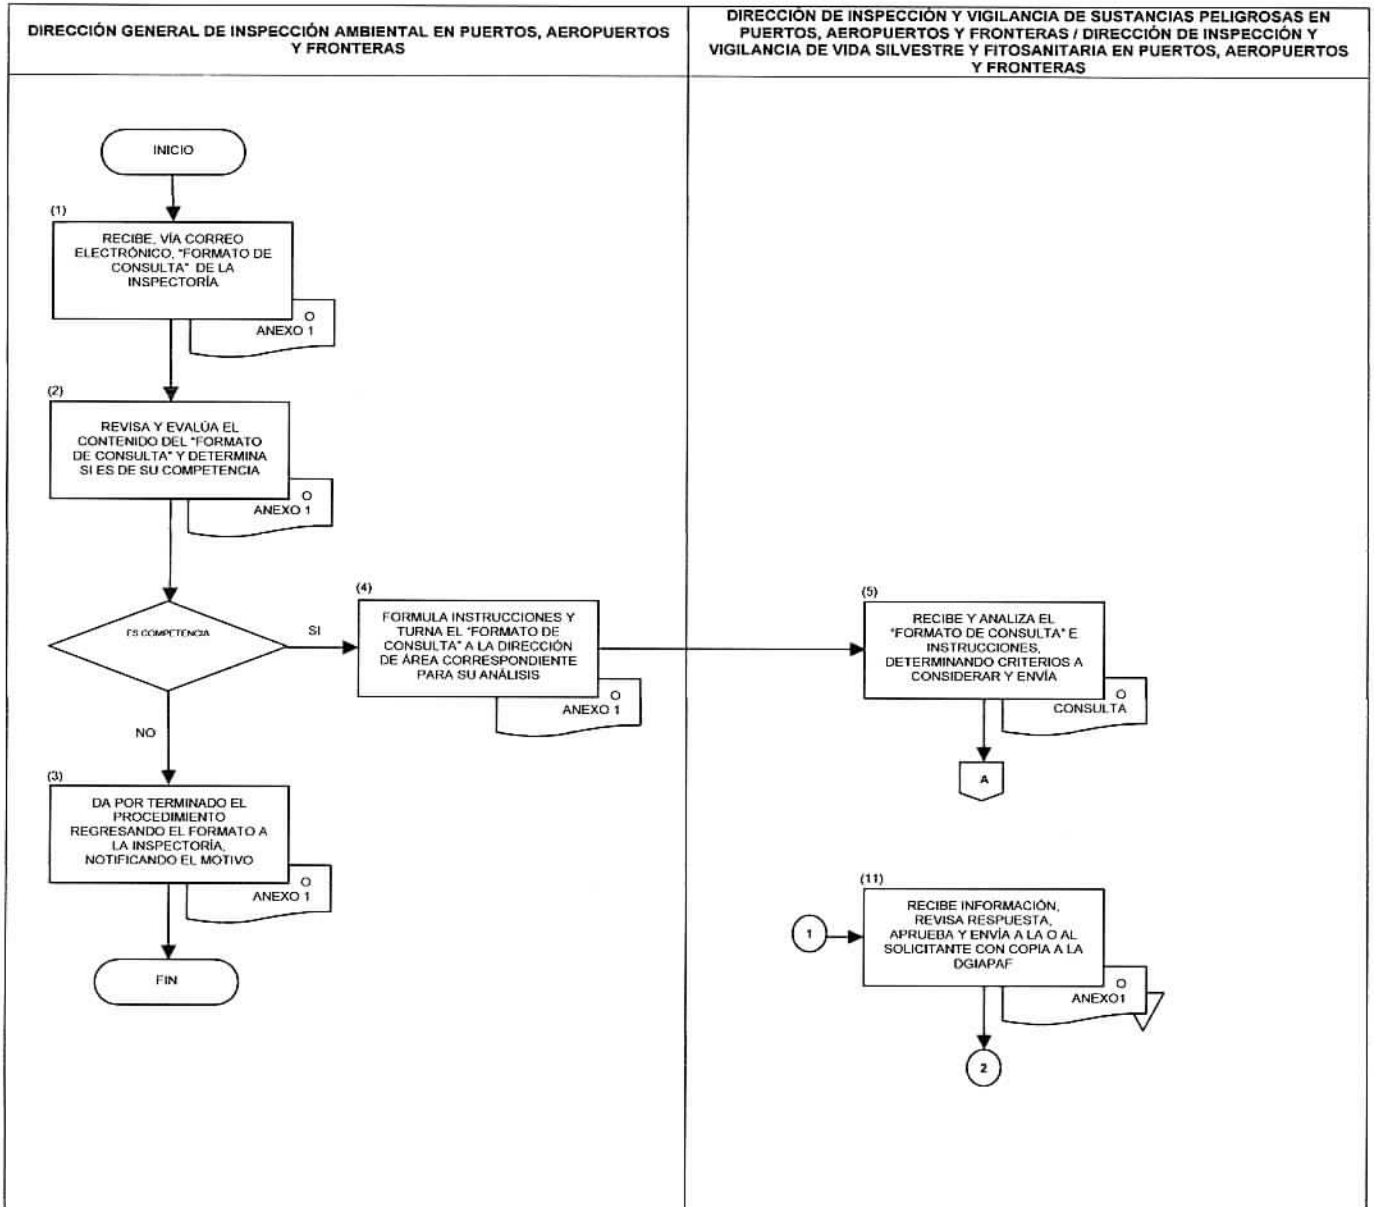 DIRECCIÓN GENERAL DE INSPECCIÓN AMBIENTAL EN PUERTOS, AEROPUERTOS
Y FRONTERAS
DIRECCIÓN DE INSPECCIÓN Y VIGILANCIA DE SUSTANCIAS PELIGROSAS EN
PUERTOS, AEROPUERTOS Y FRONTERAS / DIRECCIÓN DE INSPECCIÓN Y
VIGILANCIA DE VIDA SILVESTRE Y FITOSANITARIA EN PUERTOS, AEROPUERTOS
Y FRONTERAS
INICIO
(1)
RECIBE, VÍA CORREO
ELECTRÓNICO, "FORMATO DE
CONSULTA" DE LA
INSPECTORÍA
O
ANEXO 1
(2)
REVISA Y EVALÚA EL
CONTENIDO DEL "FORMATO
DE CONSULTA" Y DETERMINA
SI ES DE SU COMPETENCIA
O
ANEXO 1
ES COMPETENCIA
SI
NO
(4)
FORMULA INSTRUCCIONES Y
TURNA EL "FORMATO DE
CONSULTA" A LA DIRECCIÓN
DE ÁREA CORRESPONDIENTE
PARA SU ANÁLISIS
O
ANEXO 1
(5)
RECIBE Y ANALIZA EL
"FORMATO DE CONSULTA" E
INSTRUCCIONES,
DETERMINANDO CRITERIOS A
CONSIDERAR Y ENVÍA
O
CONSULTA
A
(3)
DA POR TERMINADO EL
PROCEDIMIENTO
REGRESANDO EL FORMATO A
LA INSPECTORÍA,
NOTIFICANDO EL MOTIVO
O
ANEXO 1
FIN
(11)
1
RECIBE INFORMACIÓN,
REVISA RESPUESTA,
APRUEBA Y ENVÍA A LA O AL
SOLICITANTE CON COPIA A LA
DGIAPAF
O
ANEXO1
2